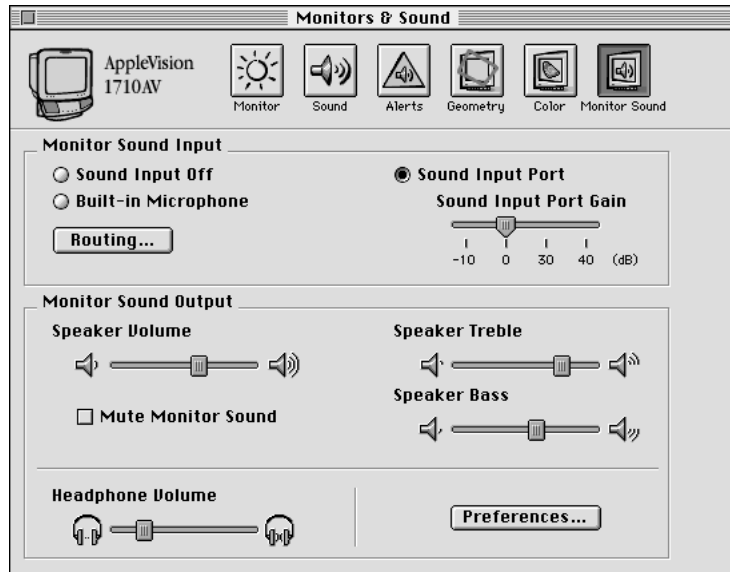 Monitors & Sound
AppleVision
1710AV
Monitor
Sound
Alerts
Geometry
Color
Monitor Sound
Monitor Sound Input
Sound Input Off
Built-in Microphone
Routing...
Sound Input Port
Sound Input Port Gain
-10 0 30 40 (dB)
Monitor Sound Output
Speaker Volume
Mute Monitor Sound
Speaker Treble
Speaker Bass
Headphone Volume
Preferences...